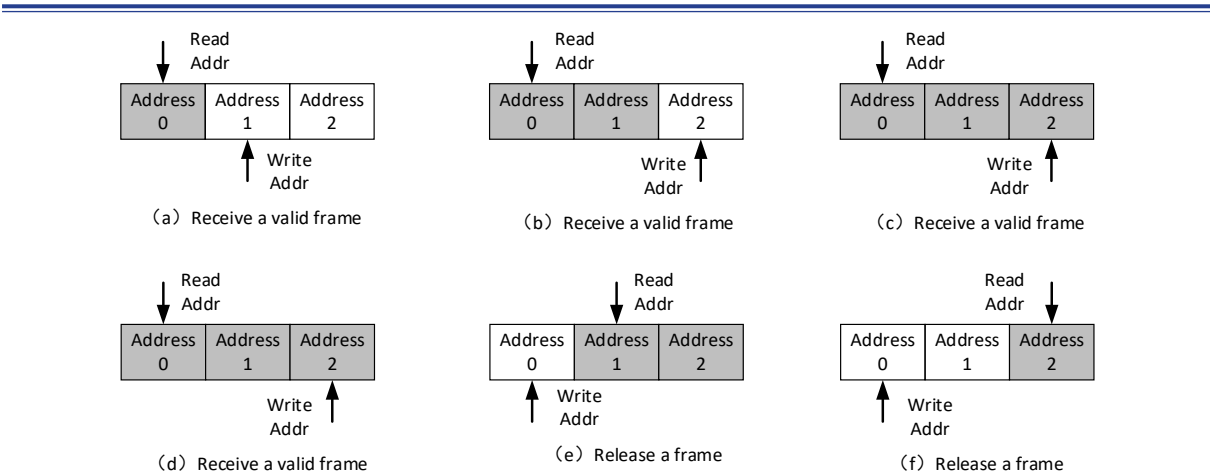 Read
Addr
Address 0
Address 1
Address 2
Write
Addr
（a）Receive a valid frame
Read
Addr
Address 0
Address 1
Address 2
Write
Addr
（b）Receive a valid frame
Read
Addr
Address 0
Address 1
Address 2
Write
Addr
（c）Receive a valid frame
Read
Addr
Address 0
Address 1
Address 2
Write
Addr
（d）Receive a valid frame
Read
Addr
Address 0
Address 1
Address 2
Write
Addr
（e）Release a frame
Read
Addr
Address 0
Address 1
Address 2
Write
Addr
（f）Release a frame